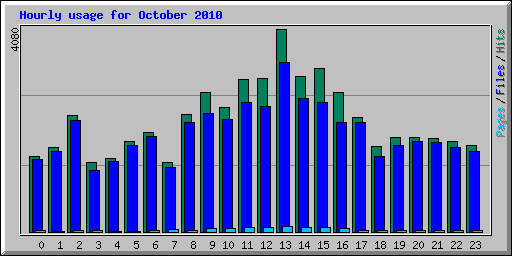 Hourly usage for October 2010
4080
Pages/Files/Hits
0 1 2 3 4 5 6 7 8 9 10 11 12 13 14 15 16 17 18 19 20 21 22 23